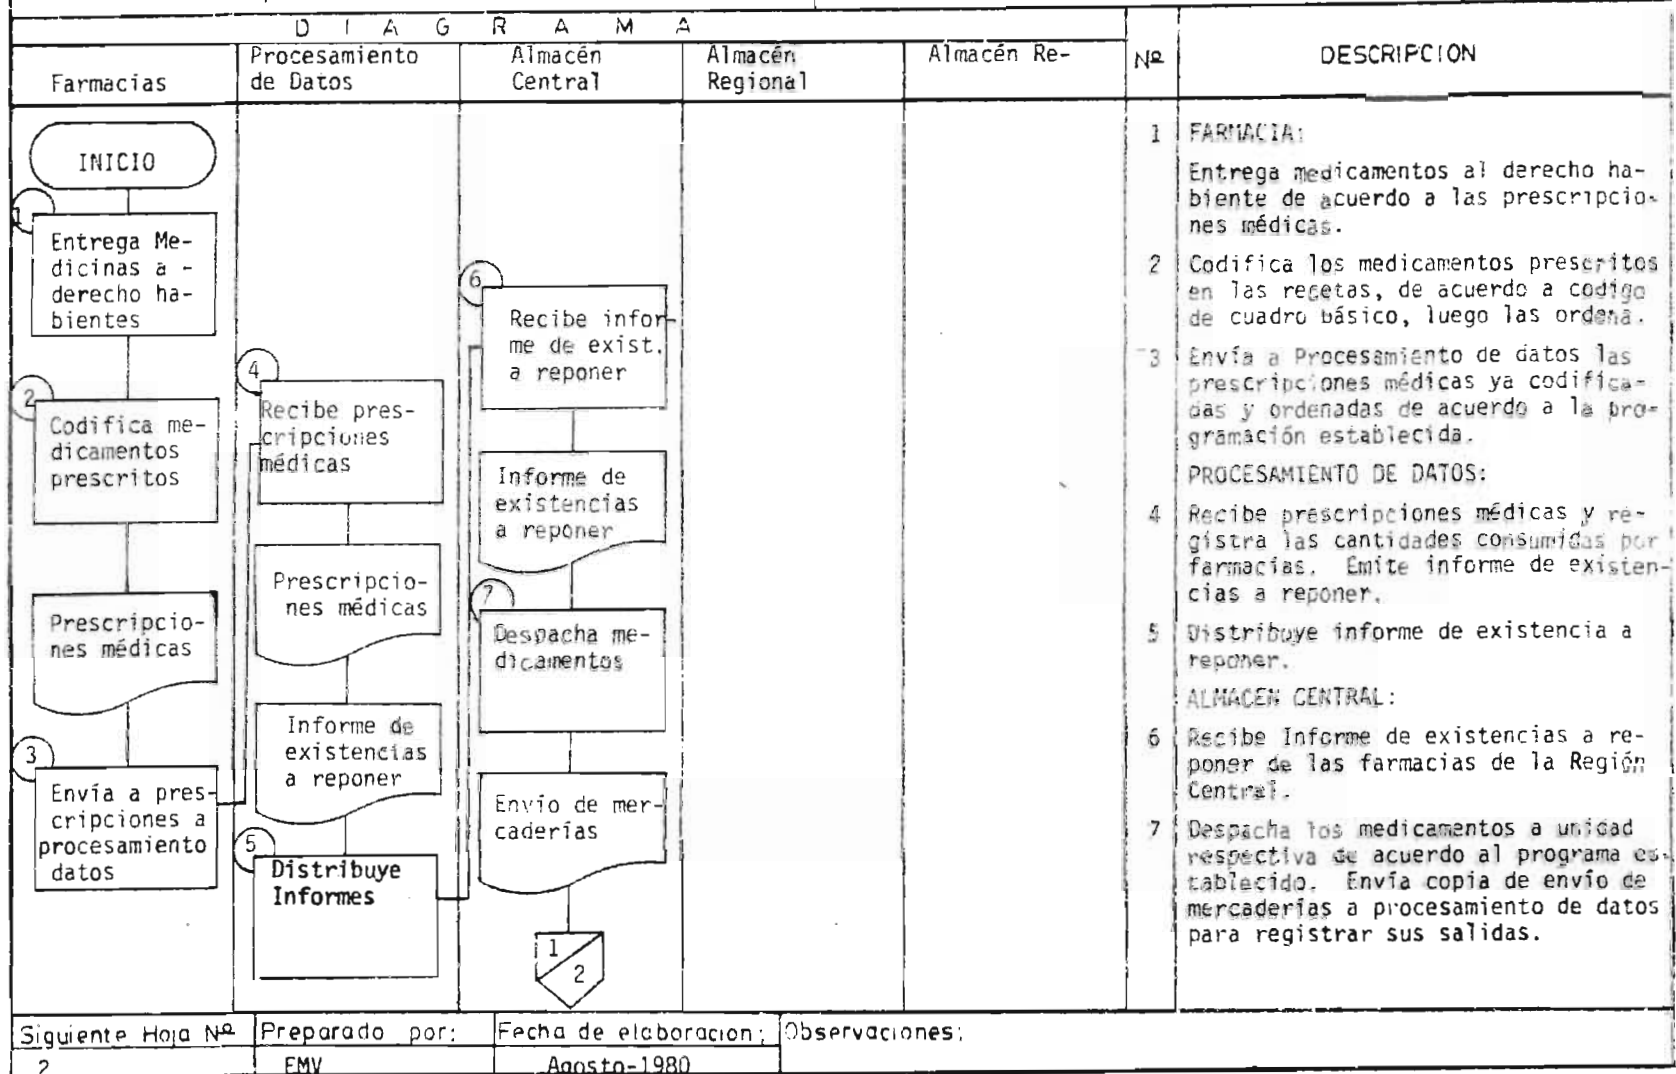 D I A G R A M A
Farmacias
Procesamiento
de Datos
Almacén
Central
Almacén
Regional
Almacén Re-
Nº
DESCRIPCION
INICIO
1
Entrega Me-
dicinas a -
derecho ha-
bientes
2
Codifica me-
dicamentos
prescritos
Prescripcio-
nes médicas
3
Envía a pres-
cripciones a
procesamiento
datos
4
Recibe pres-
cripciones
médicas
Prescripcio-
nes médicas
Informe de
existencias
a reponer
5
Distribuye
Informes
6
Recibe infor-
me de exist.
a reponer
Informe de
existencias
a reponer
7
Despacha me-
dicamentos
Envío de mer-
caderías
1
2
1 FARMACIA:
Entrega medicamentos al derecho ha-
biente de acuerdo a las prescripcio-
nes médicas.
2 Codifica los medicamentos prescritos
en las recetas, de acuerdo a codigo
de cuadro básico, luego las ordena.
3 Envía a Procesamiento de datos las
prescripciones médicas ya codifica-
das y ordenadas de acuerdo a la pro-
gramación establecida.
PROCESAMIENTO DE DATOS:
4 Recibe prescripciones médicas y re-
gistra las cantidades consumidas por
farmacias. Emite informe de existen-
cias a reponer.
5 Distribuye informe de existencia a
reponer.
ALMACEN CENTRAL:
6 Recibe Informe de existencias a re-
poner de las farmacias de la Región
Central.
7 Despacha los medicamentos a unidad
respectiva de acuerdo al programa es-
tablecido. Envía copia de envío de
mercaderías a procesamiento de datos
para registrar sus salidas.
Siguiente Hoja Nº
2
Preparado por:
EMV
Fecha de elaboracion;
Agosto-1980
Observaciones;